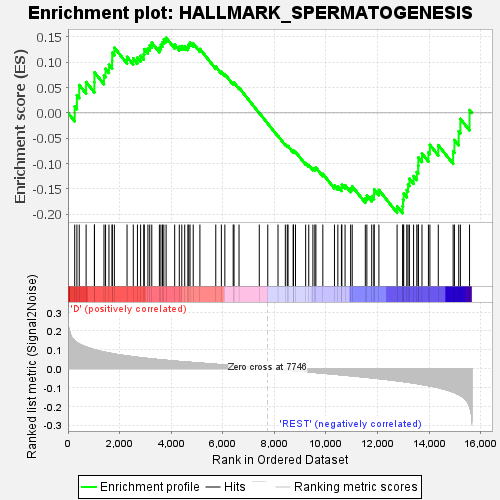 Enrichment plot: HALLMARK_SPERMATOGENESIS
Enrichment score (ES)
0.15
0.10
0.05
0.00
-0.05
-0.10
-0.15
-0.20
Ranked list metric (Signal2Noise)
'D' (positively correlated)
0.3
0.2
0.1
0.0
-0.1
-0.2
-0.3
Zero cross at 7746
'REST' (negatively correlated)
0
2,000
4,000
6,000
8,000
10,000
12,000
14,000
16,000
Rank in Ordered Dataset
Enrichment profile
Hits
Ranking metric scores